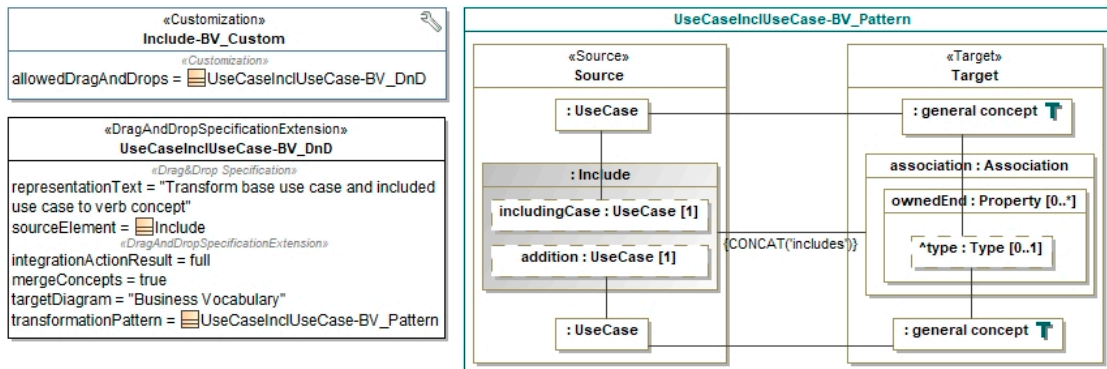 «Customization»
Include-BV_Custom
«Customization»
allowedDragAndDrops = UseCaseInclUseCase-BV_DnD
«DragAndDropSpecificationExtension»
UseCaseInclUseCase-BV_DnD
«Drag&Drop Specification»
representationText = "Transform base use case and included
use case to verb concept"
sourceElement = Include
«DragAndDropSpecificationExtension»
integrationActionResult = full
mergeConcepts = true
targetDiagram = "Business Vocabulary"
transformationPattern = UseCaseInclUseCase-BV_Pattern
UseCaseInclUseCase-BV_Pattern
«Source»
Source
: UseCase
: Include
includingCase : UseCase [1]
addition : UseCase [1]
: UseCase
{CONCAT('includes')}
«Target»
Target
: general concept
association : Association
ownedEnd : Property [0..*]
^type : Type [0..1]
: general concept